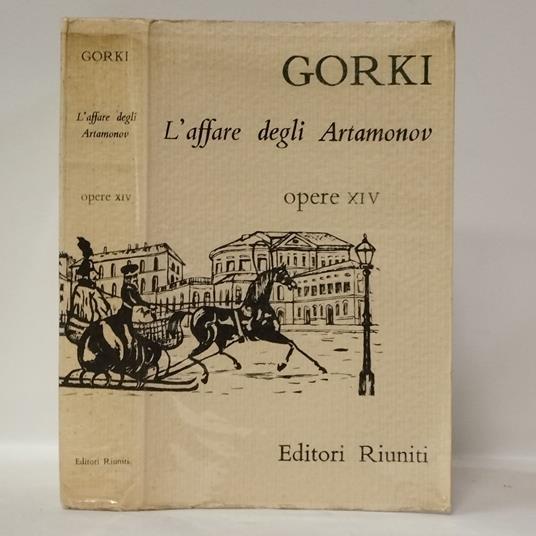 GORKI
L'affare degli
Artamonov
opere XIV
Editori Riuniti
GORKI
L'affare degli Artamonov
opere XIV
Editori Riuniti